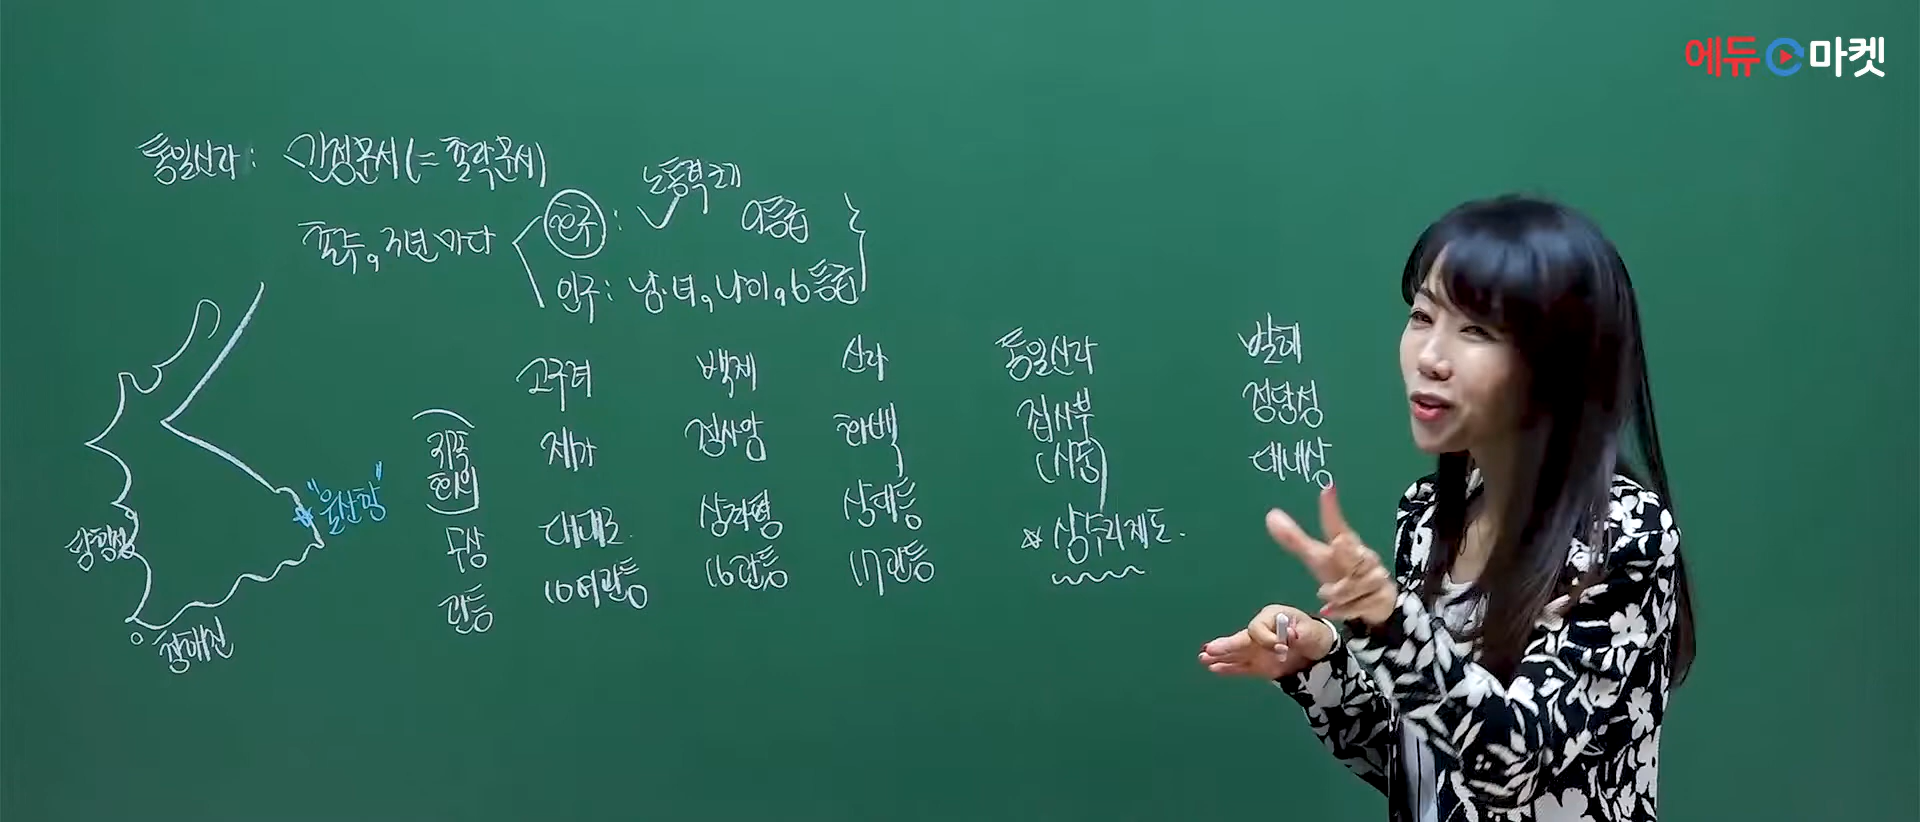 에듀 마켓
통일신라: 민정문서(=촌락문서)
촌주, 3년마다
호구: 노동력크기 9등급
인구: 남·녀, 나이, 6등급
고구려 백제 신라 통일신라 발해
귀족회의 제가 정사암 화백 집사부 (시중) 정당성
수상 대대로 상좌평 상대등 대내상
관등 10여관등 16관등 17관등
☆ 상수리제도.
"울산항"
당항성
청해진